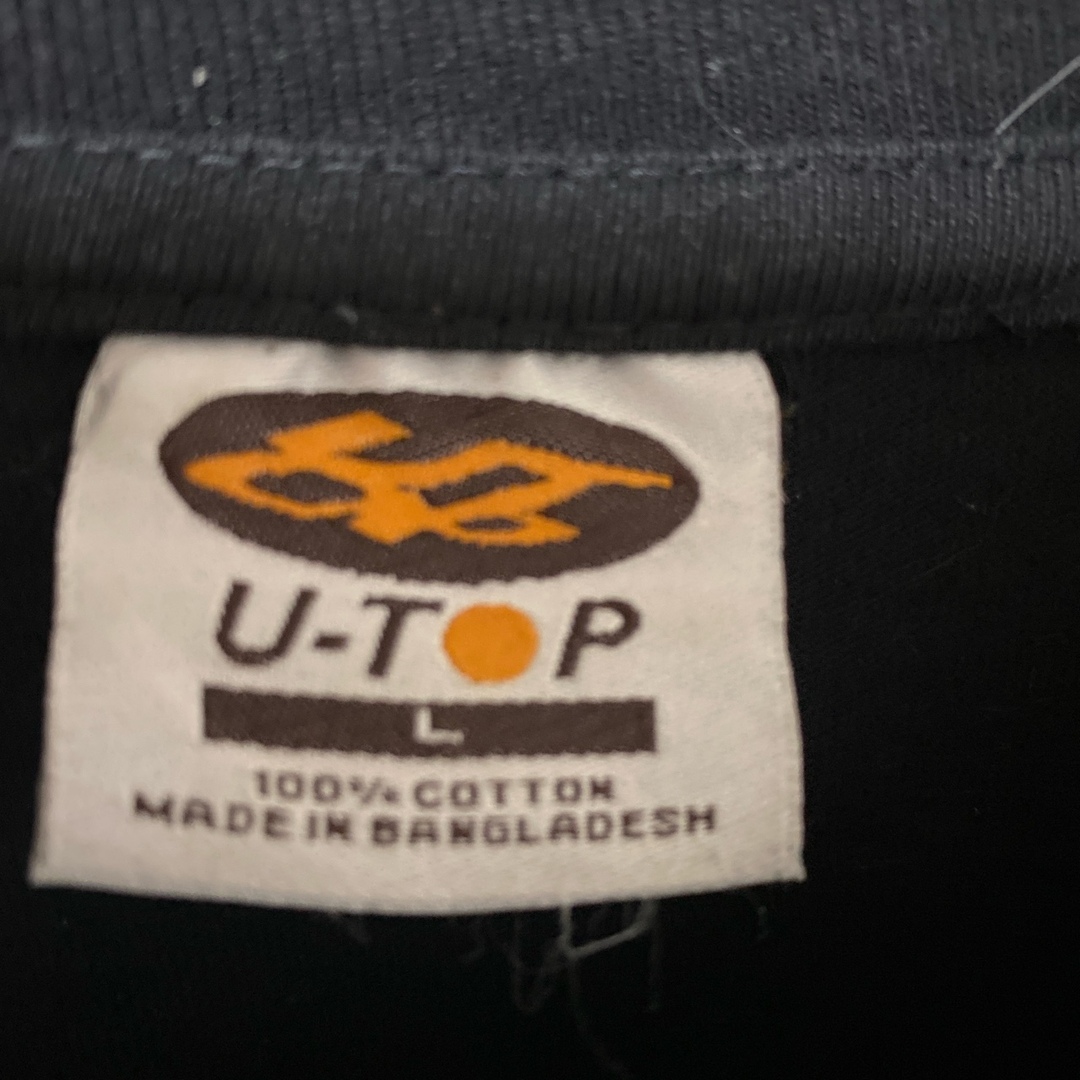 U-TOP
L
100% COTTON
MADE IN BANGLADESH